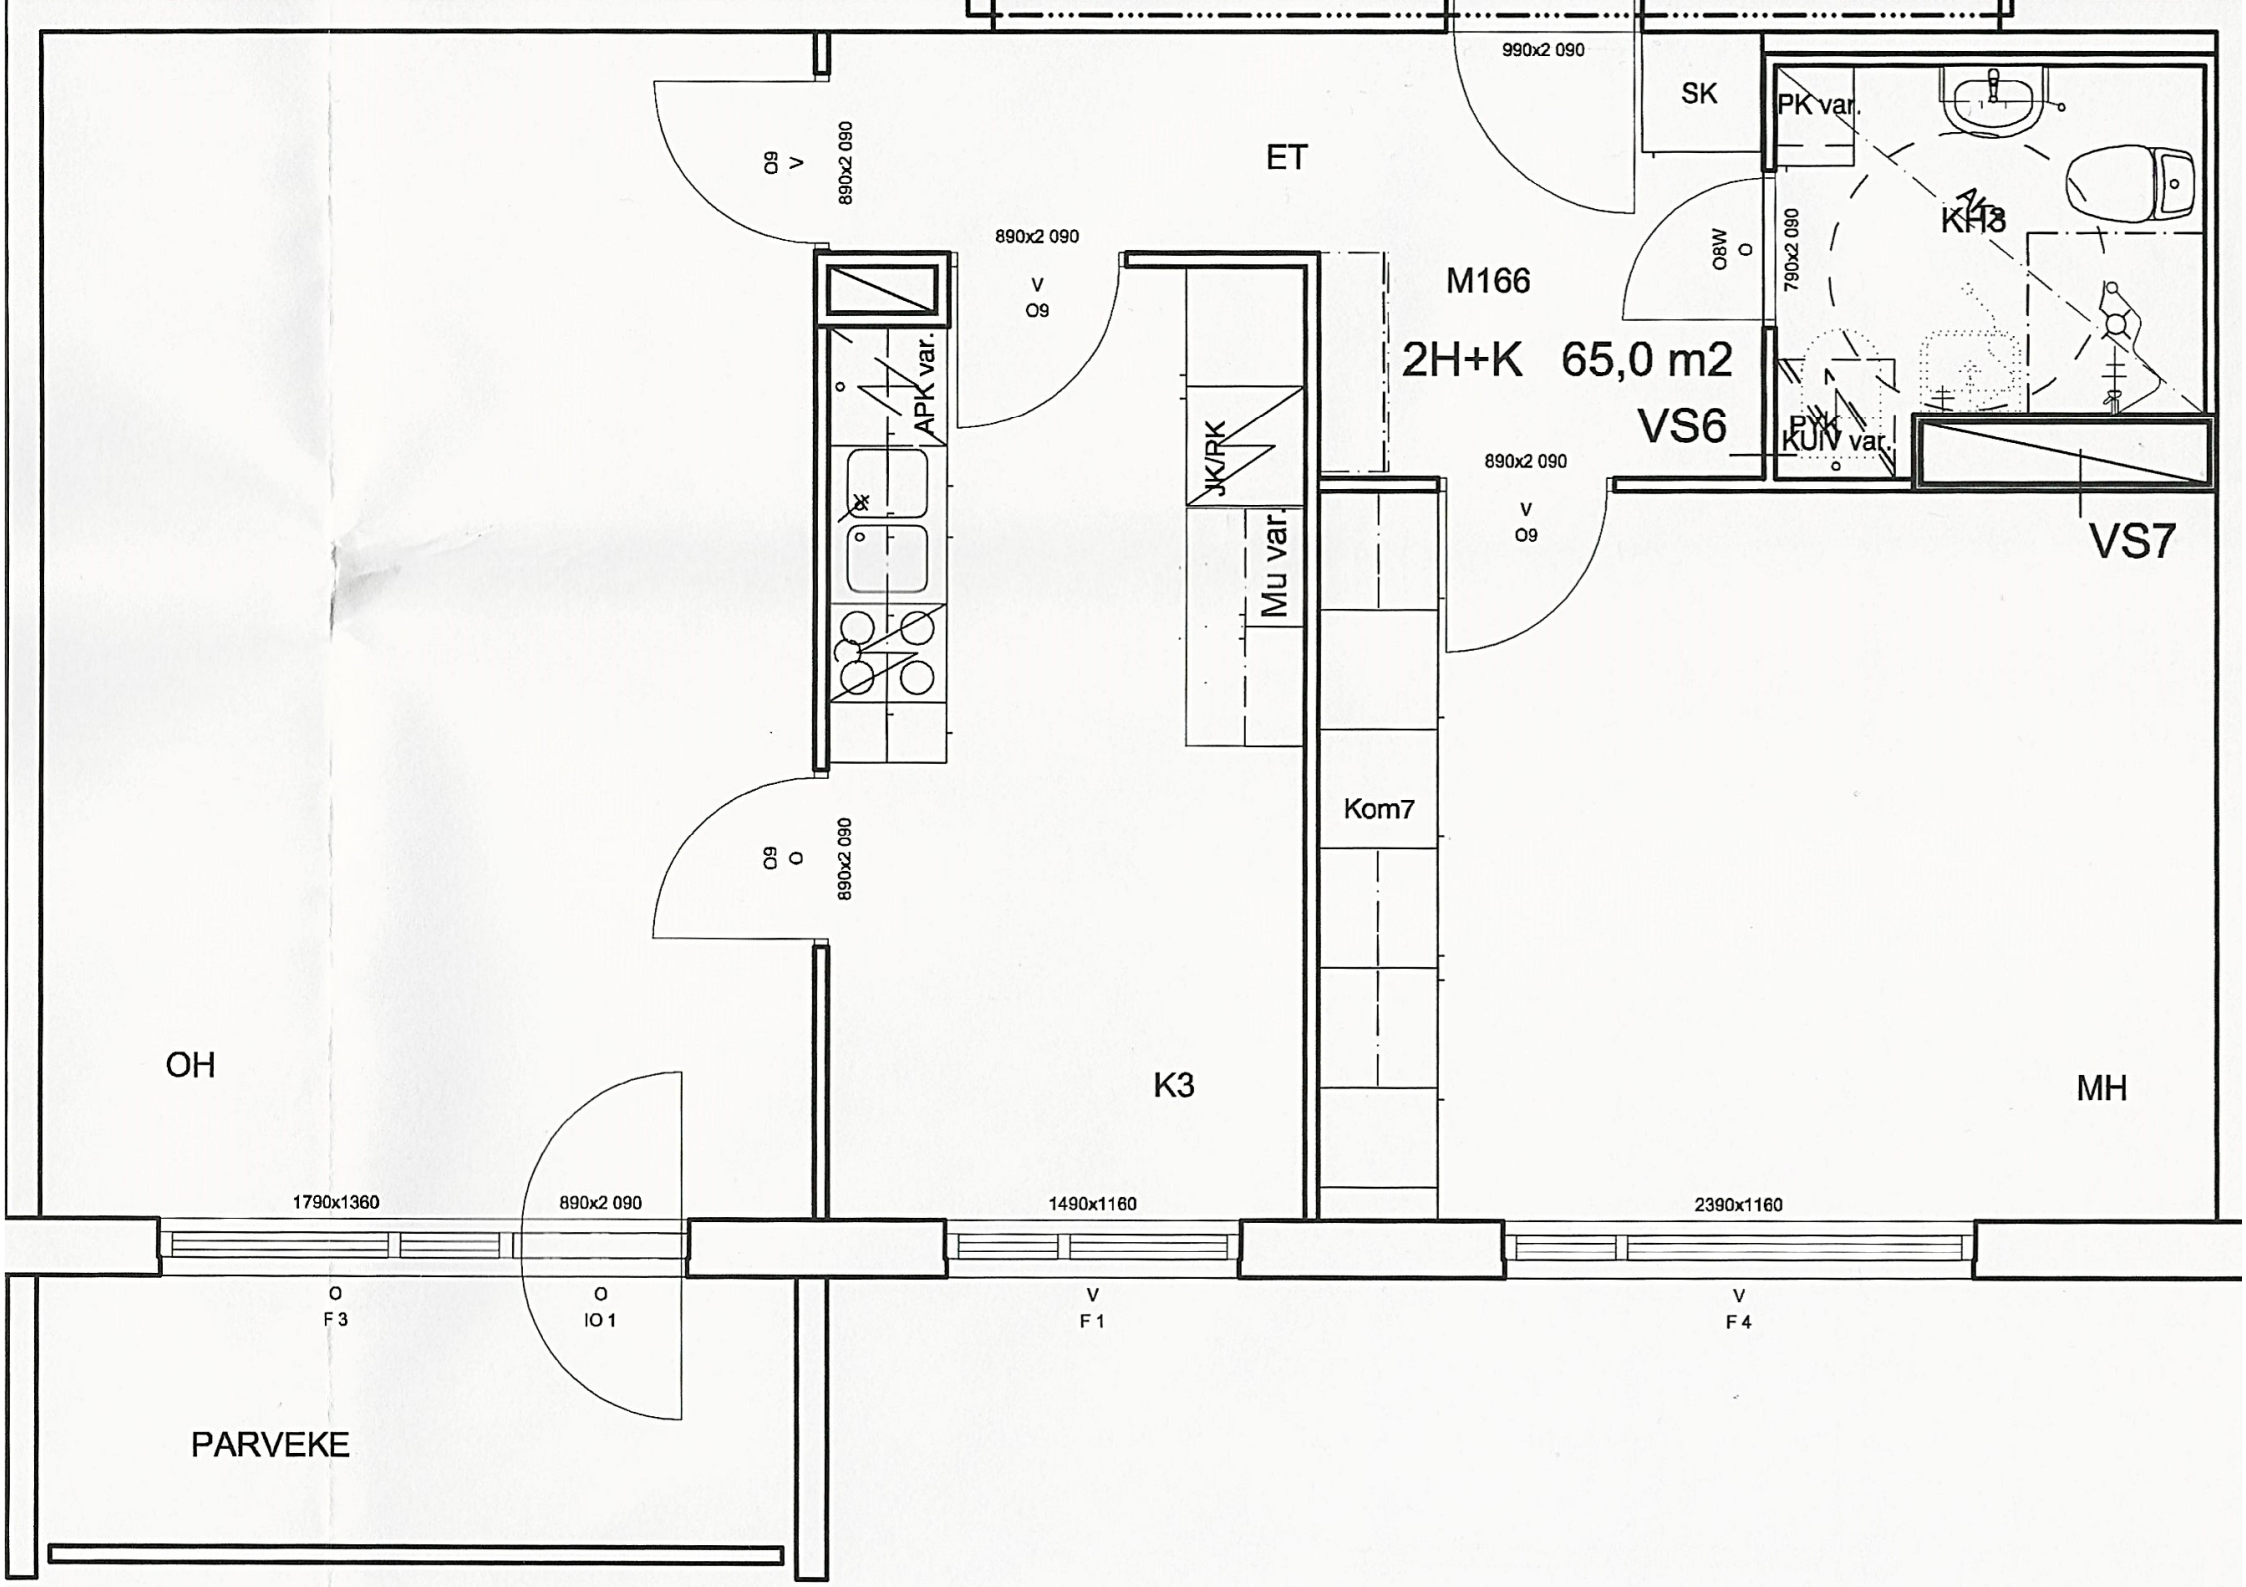 990x2 090
SK
PK var.
O9
V
890x2 090
ET
KH3
890x2 090
V
O9
O8W
O
790x2 090
M166
2H+K 65,0 m2
VS6
APK var.
JK/RK
PYK
KUIV var.
890x2 090
V
O9
VS7
Mu var.
Kom7
O9
O
890x2 090
OH
K3
MH
1790x1360
890x2 090
1490x1160
2390x1160
O
F 3
O
IO 1
V
F 1
V
F 4
PARVEKE